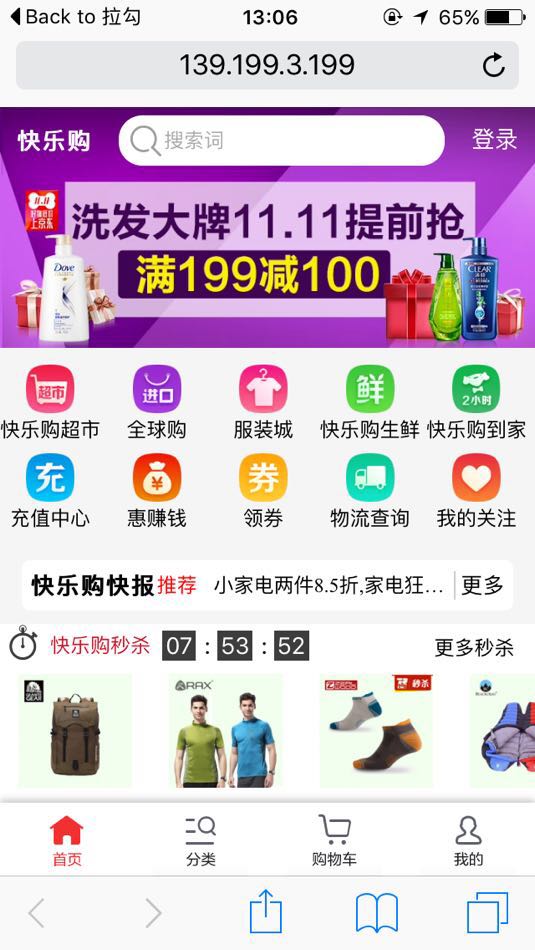 Back to 拉勾
13:06
65%
139.199.3.199
快乐购
搜索词
登录
11.11
上京东
洗发大牌11.11提前抢
满199减100
Dove
CLEAR
超市
进口
鲜
2小时
快乐购超市
全球购
服装城
快乐购生鲜
快乐购到家
充
¥
券
充值中心
惠赚钱
领券
物流查询
我的关注
快乐购快报
推荐
小家电两件8.5折,家电狂…
更多
快乐购秒杀
07 : 53 : 52
更多秒杀
RAX
秒杀
首页
分类
购物车
我的